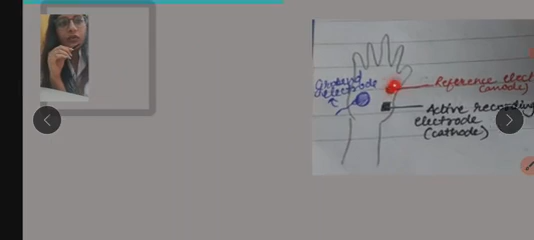 Ground
electrode
Reference elect
(anode)
Active recording
electrode
(cathode)